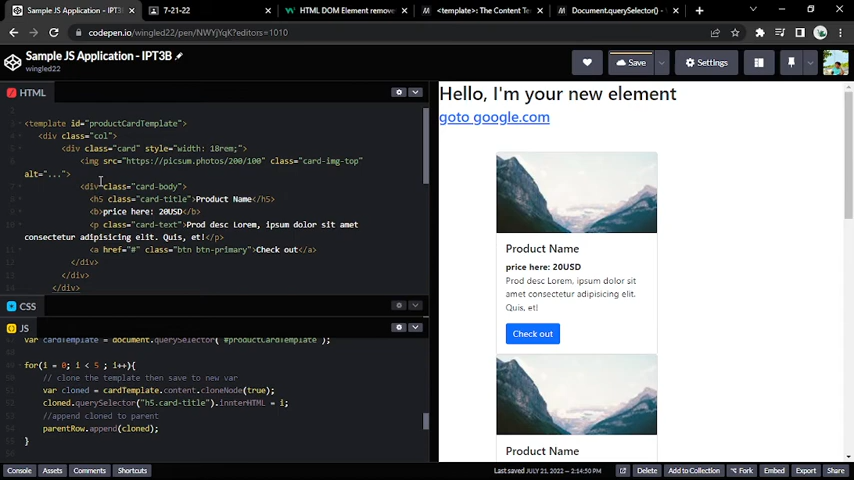 Sample JS Application - IPT3B
7-21-22
HTML DOM Element remove
<template>: The Content Te
Document.querySelector() -
codepen.io/wingled22/pen/NWYjYqK?editors=1010
Sample JS Application - IPT3B
wingled22
Save
Settings
HTML
<template id="productCardTemplate">
<div class="col">
<div class="card" style="width: 18rem;">
<img src="https://picsum.photos/200/100" class="card-img-top"
alt="...">
<div class="card-body">
<h5 class="card-title">Product Name</h5>
<b>price here: 20USD</b>
<p class="card-text">Prod desc Lorem, ipsum dolor sit amet
consectetur adipisicing elit. Quis, et!</p>
<a href="#" class="btn btn-primary">Check out</a>
</div>
</div>
</div>
CSS
JS
var cardTemplate = document.querySelector("#productCardTemplate");
for(i = 0; i < 5 ; i++){
// clone the template then save to new var
var cloned = cardTemplate.content.cloneNode(true);
cloned.querySelector("h5.card-title").innterHTML = i;
//append cloned to parent
parentRow.append(cloned);
}
Hello, I'm your new element
goto google.com
Product Name
price here: 20USD
Prod desc Lorem, ipsum dolor sit
amet consectetur adipisicing elit.
Quis, et!
Check out
Product Name
Console
Assets
Comments
Shortcuts
Last saved JULY 21, 2022 — 2:14:50 PM
Delete
Add to Collection
Fork
Embed
Export
Share